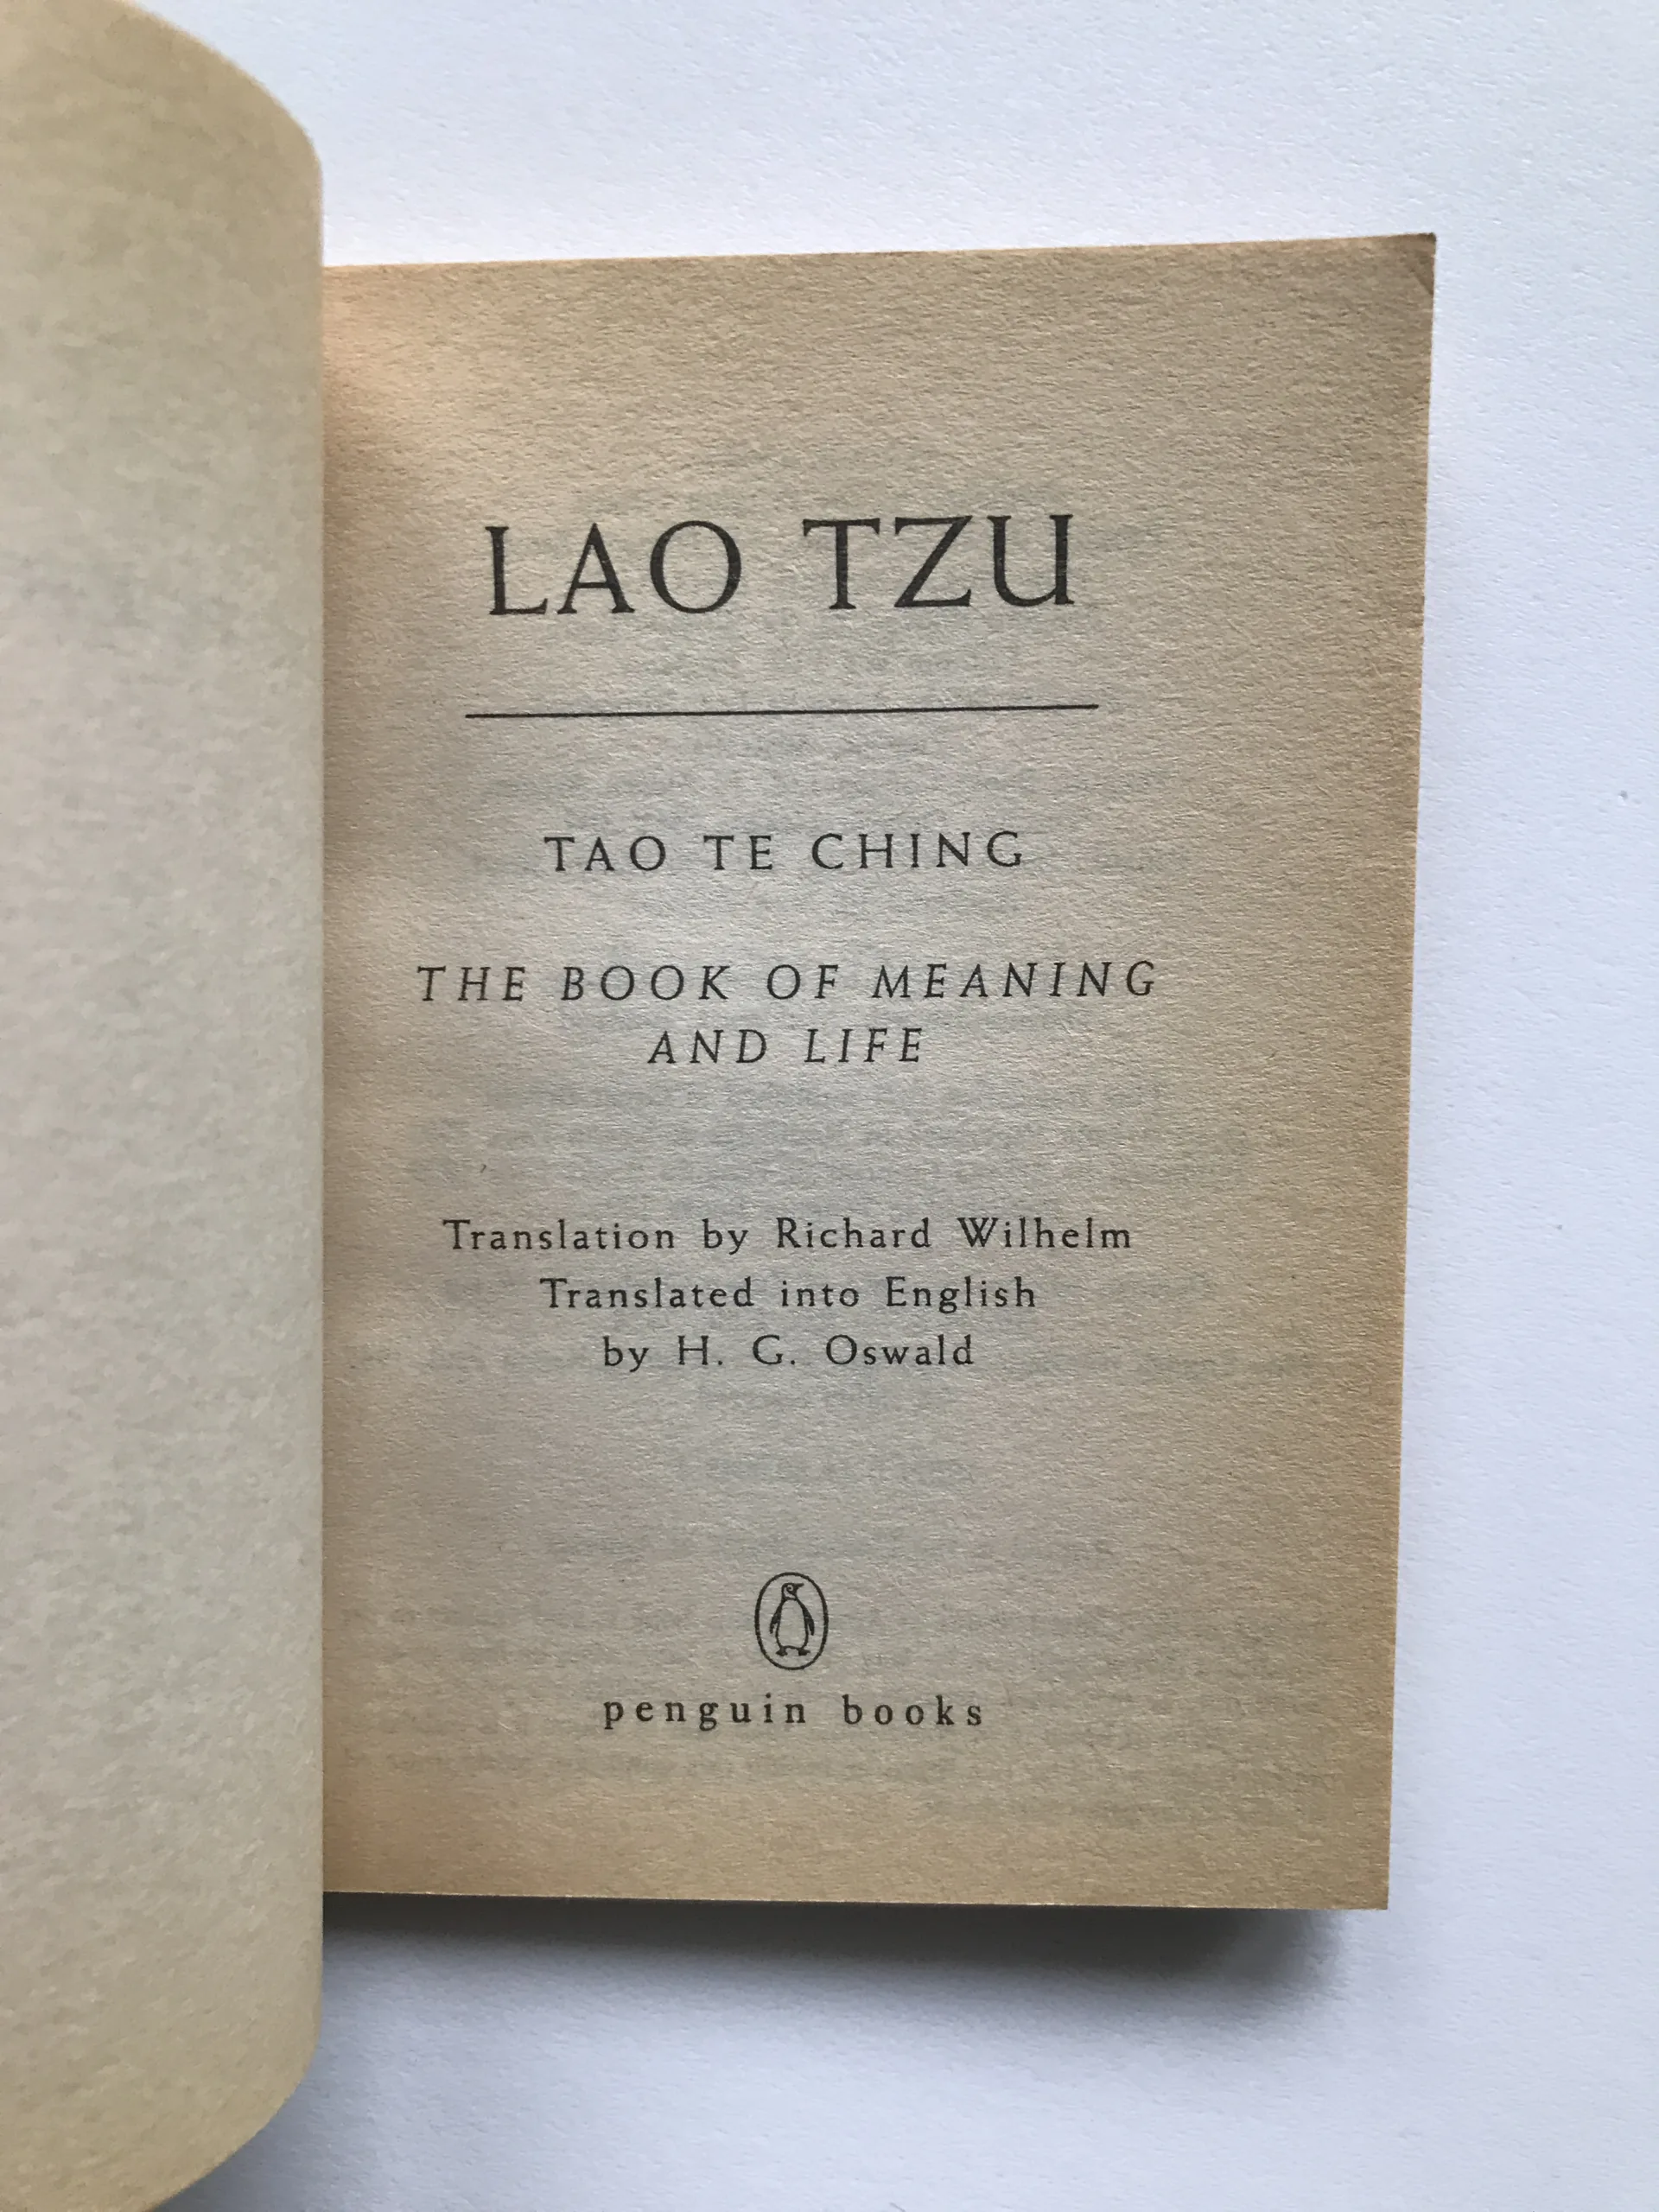 LAO TZU
TAO TE CHING
THE BOOK OF MEANING
AND LIFE
Translation by Richard Wilhelm
Translated into English
by H. G. Oswald
penguin books